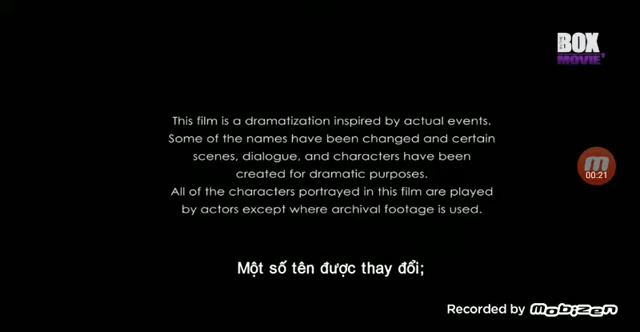 BOX
MOVIE
This film is a dramatization inspired by actual events.
Some of the names have been changed and certain
scenes, dialogue, and characters have been
created for dramatic purposes.
All of the characters portrayed in this film are played
by actors except where archival footage is used.
00:21
Một số tên được thay đổi;
Recorded by mobizen